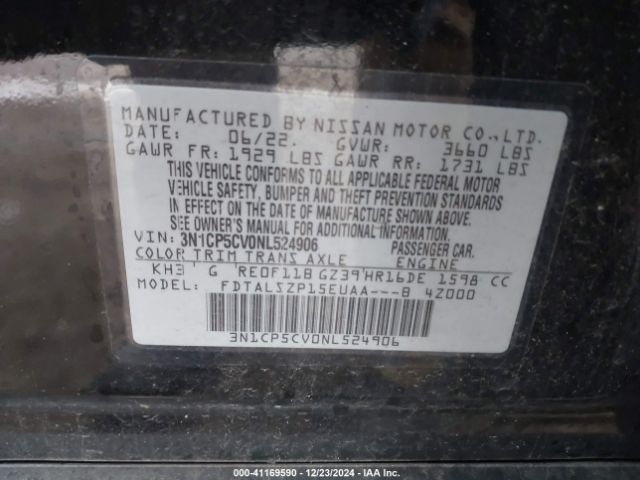 MANUFACTURED BY NISSAN MOTOR CO.,LTD.
DATE: 06/22. GVWR: 3660 LBS
GAWR FR: 1929 LBS GAWR RR: 1731 LBS
THIS VEHICLE CONFORMS TO ALL APPLICABLE FEDERAL MOTOR
VEHICLE SAFETY, BUMPER AND THEFT PREVENTION STANDARDS
IN EFFECT ON THE DATE OF MANUFACTURE SHOWN ABOVE.
SEE OWNER'S MANUAL FOR ADDITIONAL INFORMATION.
VIN: 3N1CP5CV0NL524906 PASSENGER CAR.
COLOR TRIM TRANS AXLE ENGINE
KH3 G RE0F11B GZ39 HR16DE 1598 CC
MODEL: FDTALSZP15EUAA---B 4Z000
3N1CP5CV0NL524906
000-41169590 - 12/23/2024 - IAA Inc.